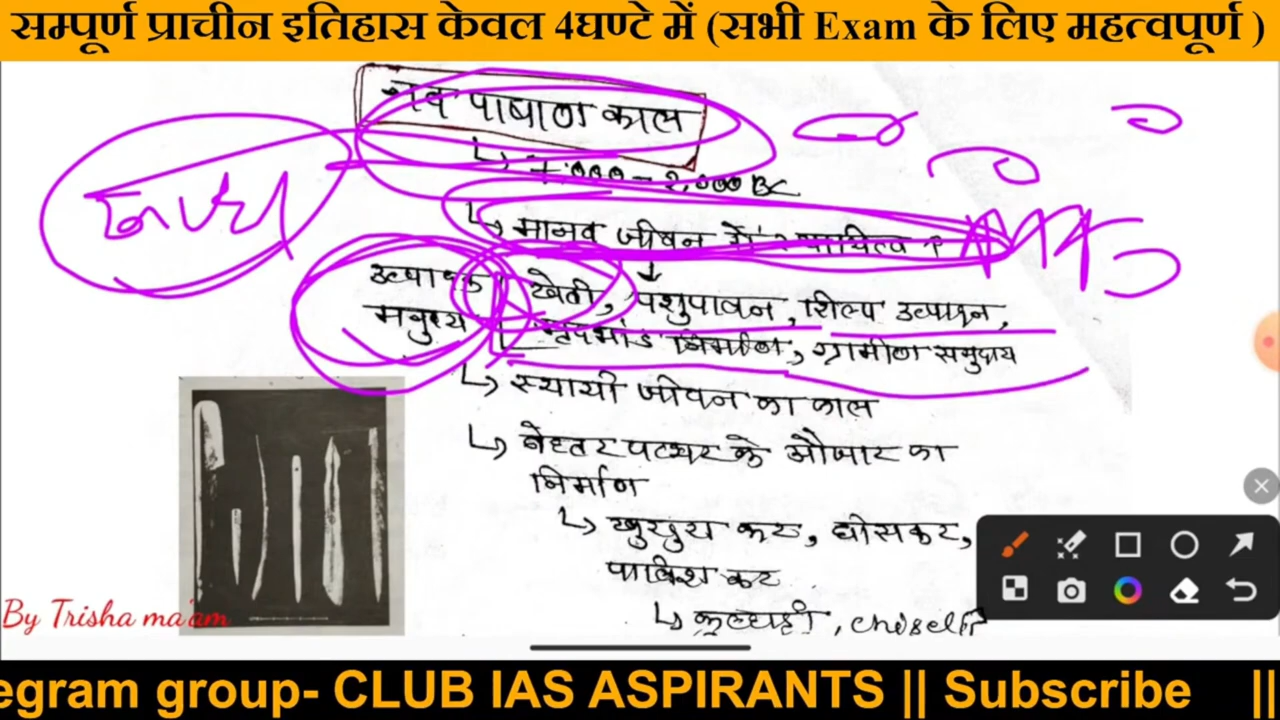 सम्पूर्ण प्राचीन इतिहास केवल 4घण्टे में (सभी Exam के लिए महत्वपूर्ण )
नव पाषाण काल
↳ 7000 - 2,000 BC
↳ मानव जीवन में स्थायित्व
उत्पादक खेती, पशुपालन, शिल्प उत्पादन,
मनुष्य मृदभांड निर्माण, ग्रामीण समुदाय
↳ स्थायी जीवन का काल
↳ बेहतर पत्थर के औजार का
निर्माण
↳ खुरदुरा कर, घीसकर,
पालिश कर
↳ कुल्हाड़ी, chisel
By Trisha ma'am
egram group- CLUB IAS ASPIRANTS || Subscribe ||